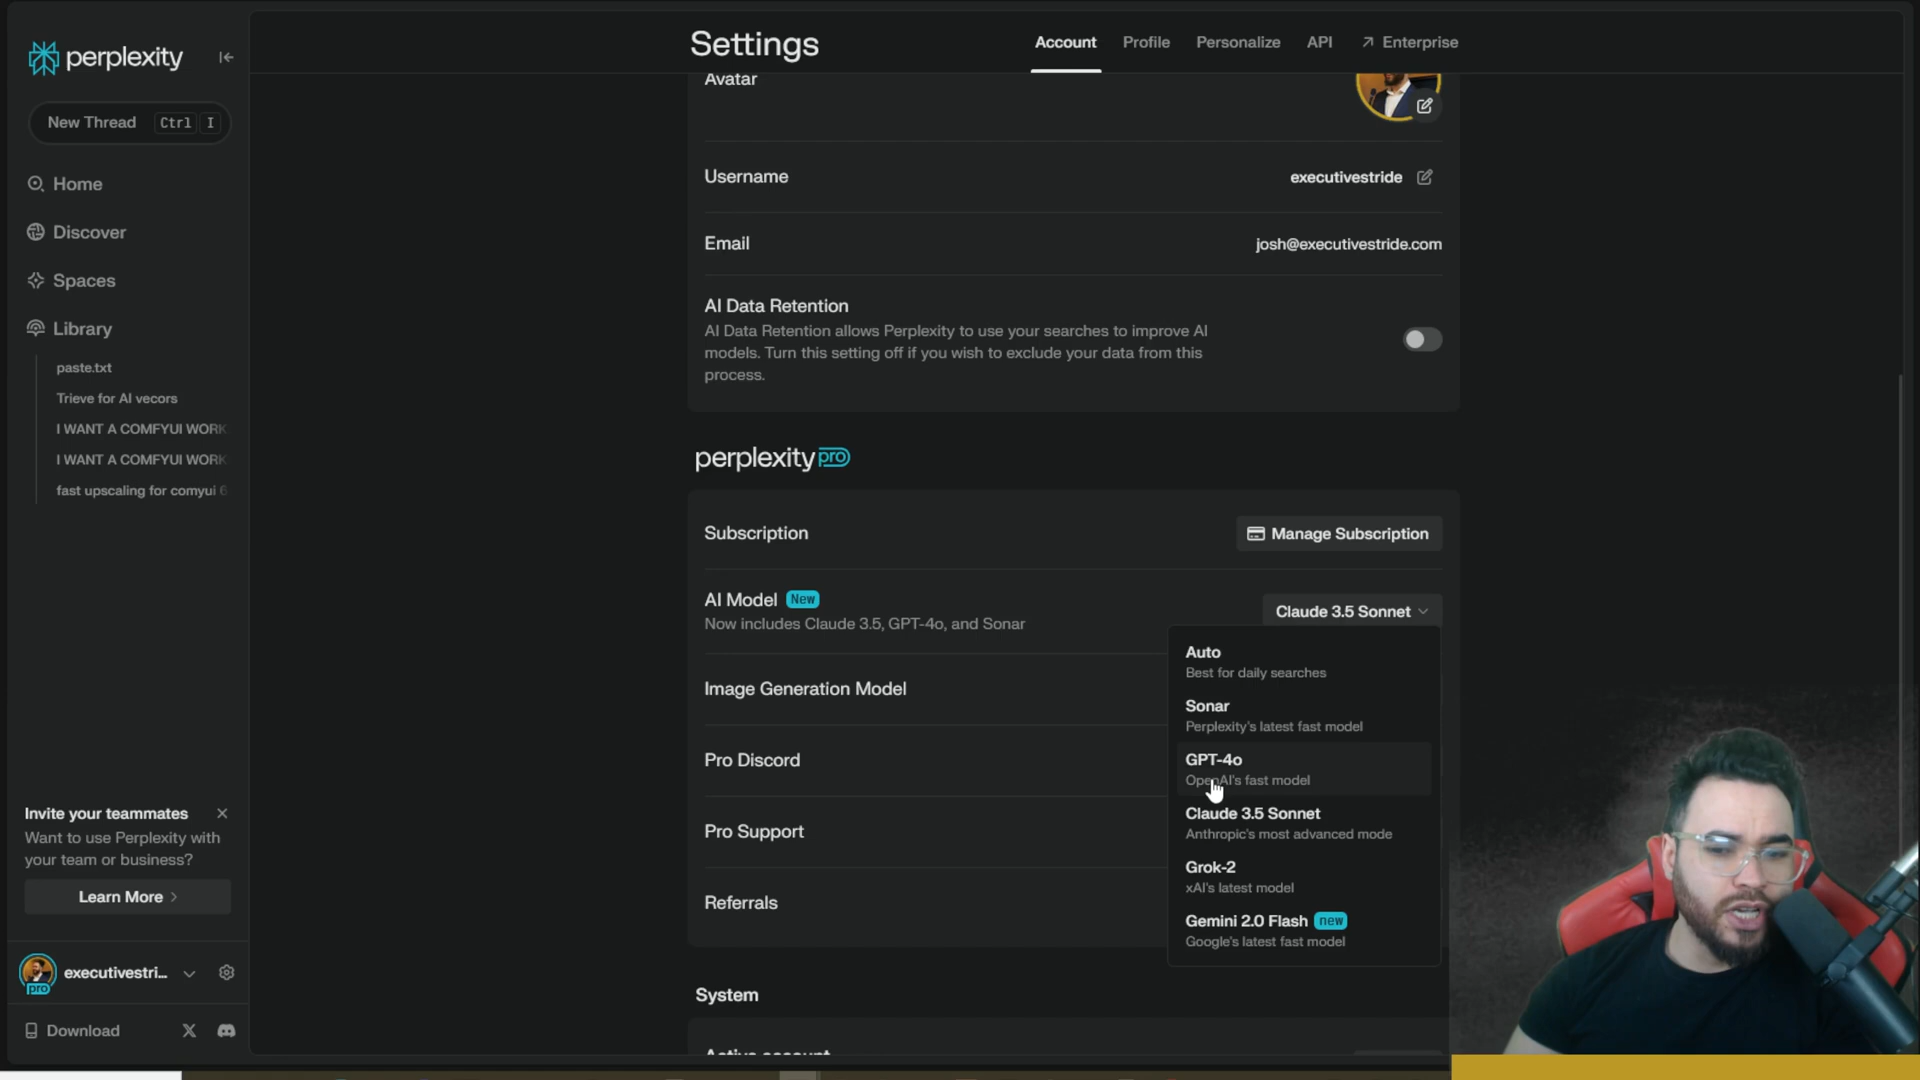 perplexity
New Thread Ctrl I
Home
Discover
Spaces
Library
paste.txt
Trieve for AI vecors
I WANT A COMFYUI WORK
I WANT A COMFYUI WORK
fast upscaling for comyui 6
Invite your teammates
Want to use Perplexity with
your team or business?
Learn More
pro
executivestri...
Download
Settings
Account Profile Personalize API Enterprise
Avatar
Username executivestride
Email josh@executivestride.com
AI Data Retention
AI Data Retention allows Perplexity to use your searches to improve AI
models. Turn this setting off if you wish to exclude your data from this
process.
perplexity pro
Subscription Manage Subscription
AI Model New Claude 3.5 Sonnet
Now includes Claude 3.5, GPT-4o, and Sonar
Image Generation Model
Pro Discord
Pro Support
Referrals
Auto
Best for daily searches
Sonar
Perplexity's latest fast model
GPT-4o
OpenAI's fast model
Claude 3.5 Sonnet
Anthropic's most advanced mode
Grok-2
xAI's latest model
Gemini 2.0 Flash new
Google's latest fast model
System
Active account